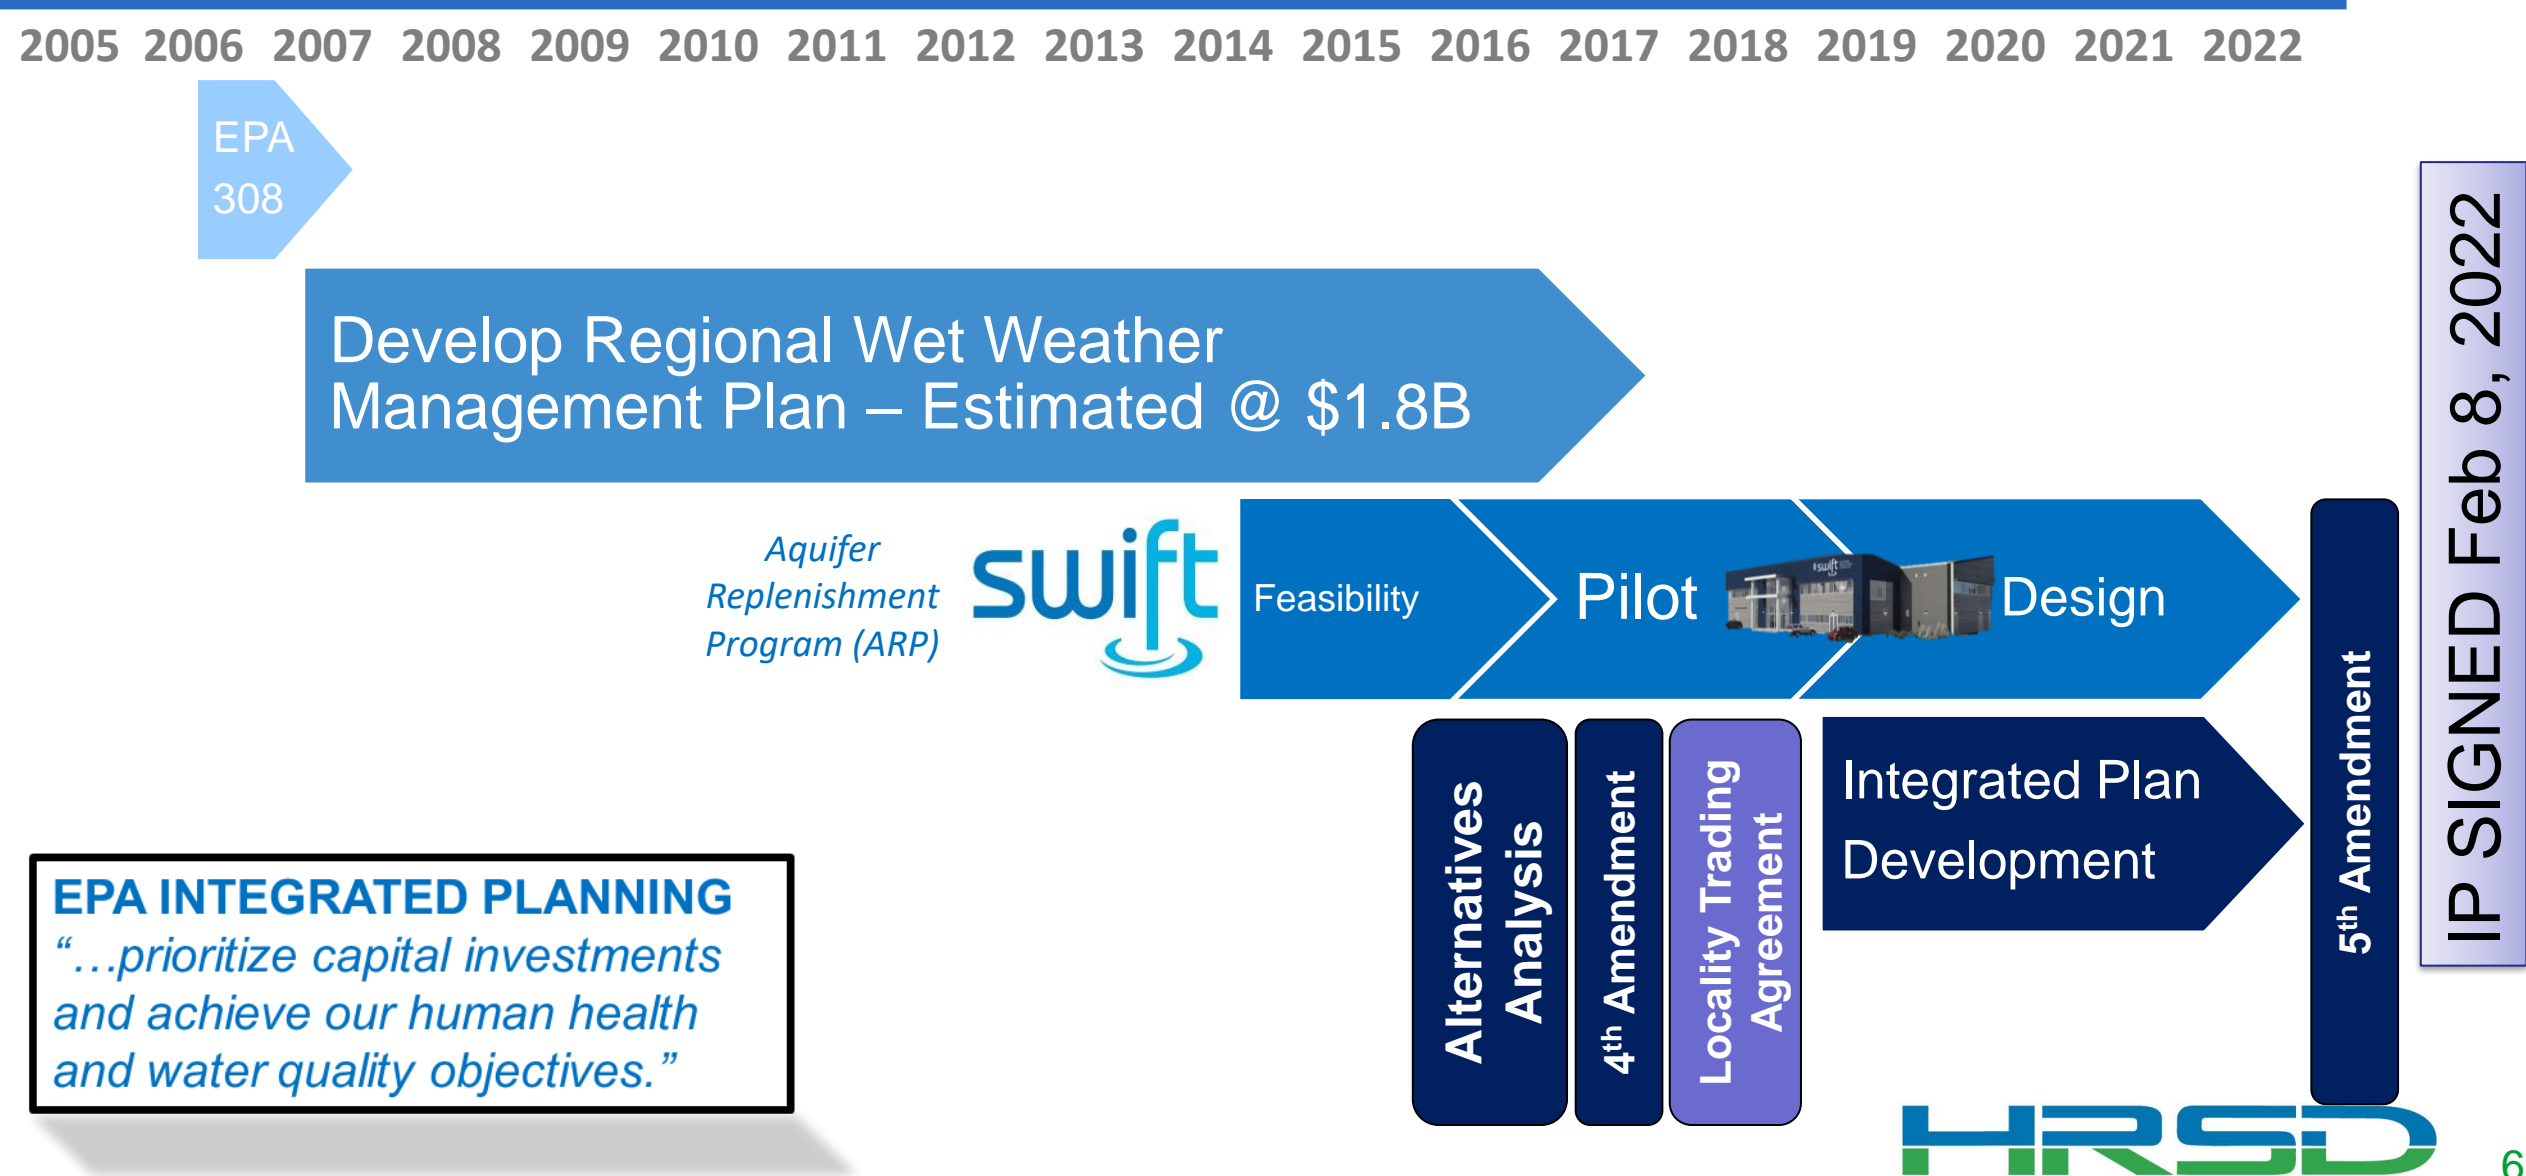 2005 2006 2007 2008 2009 2010 2011 2012 2013 2014 2015 2016 2017 2018 2019 2020 2021 2022
EPA
308
Develop Regional Wet Weather
Management Plan – Estimated @ $1.8B
Aquifer
Replenishment
Program (ARP)
swift
Feasibility
Pilot
swift
Design
Alternatives
Analysis
4th Amendment
Locality Trading
Agreement
Integrated Plan
Development
5th Amendment
IP SIGNED Feb 8, 2022
EPA INTEGRATED PLANNING
“…prioritize capital investments
and achieve our human health
and water quality objectives.”
HRSD
6